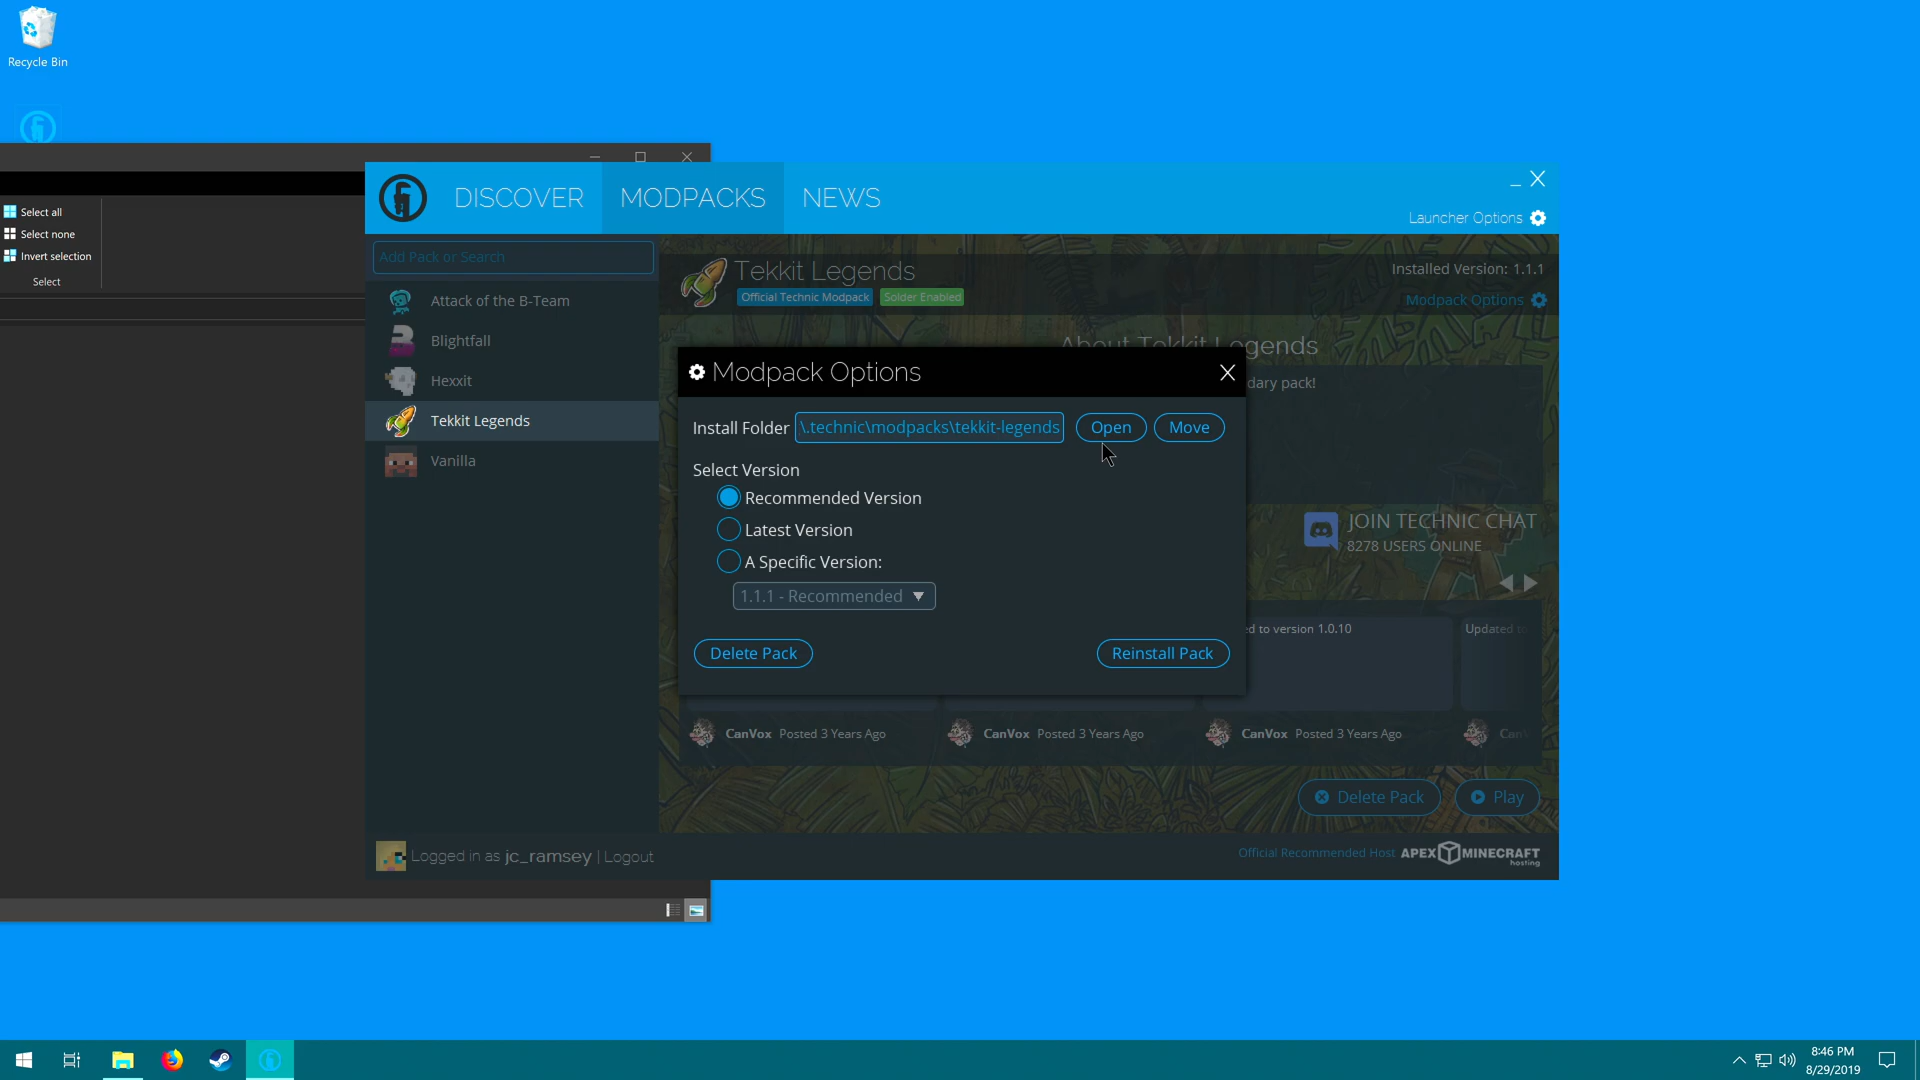 Recycle Bin
Select all
Select none
Invert selection
Select
DISCOVER
MODPACKS
NEWS
Launcher Options
Add Pack or Search
Attack of the B-Team
Blightfall
Hexxit
Tekkit Legends
Vanilla
Tekkit Legends
Official Technic Modpack
Solder Enabled
Installed Version: 1.1.1
Modpack Options
About Tekkit Legends
dary pack!
Modpack Options
Install Folder
\.technic\modpacks\tekkit-legends
Open
Move
Select Version
Recommended Version
Latest Version
A Specific Version:
1.1.1 - Recommended
Delete Pack
Reinstall Pack
JOIN TECHNIC CHAT
8278 USERS ONLINE
ed to version 1.0.10
Updated
CanVox Posted 3 Years Ago
CanVox Posted 3 Years Ago
CanVox Posted 3 Years Ago
Delete Pack
Play
Logged in as jc_ramsey | Logout
Official Recommended Host
APEX MINECRAFT
hosting
8:46 PM
8/29/2019